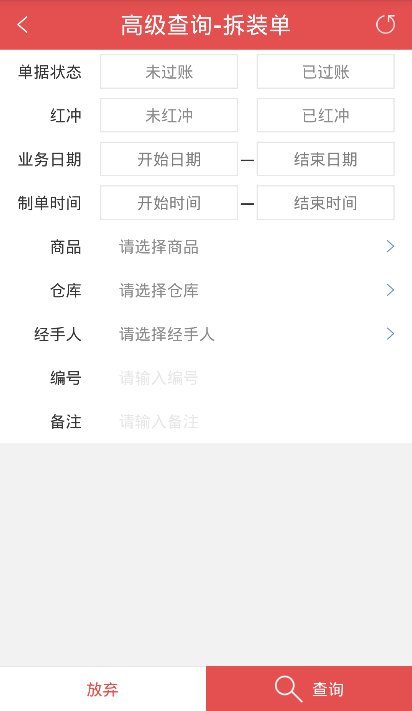 高级查询-拆装单
单据状态 未过账 已过账
红冲 未红冲 已红冲
业务日期 开始日期 — 结束日期
制单时间 开始时间 — 结束时间
商品 请选择商品
仓库 请选择仓库
经手人 请选择经手人
编号 请输入编号
备注 请输入备注
放弃 查询